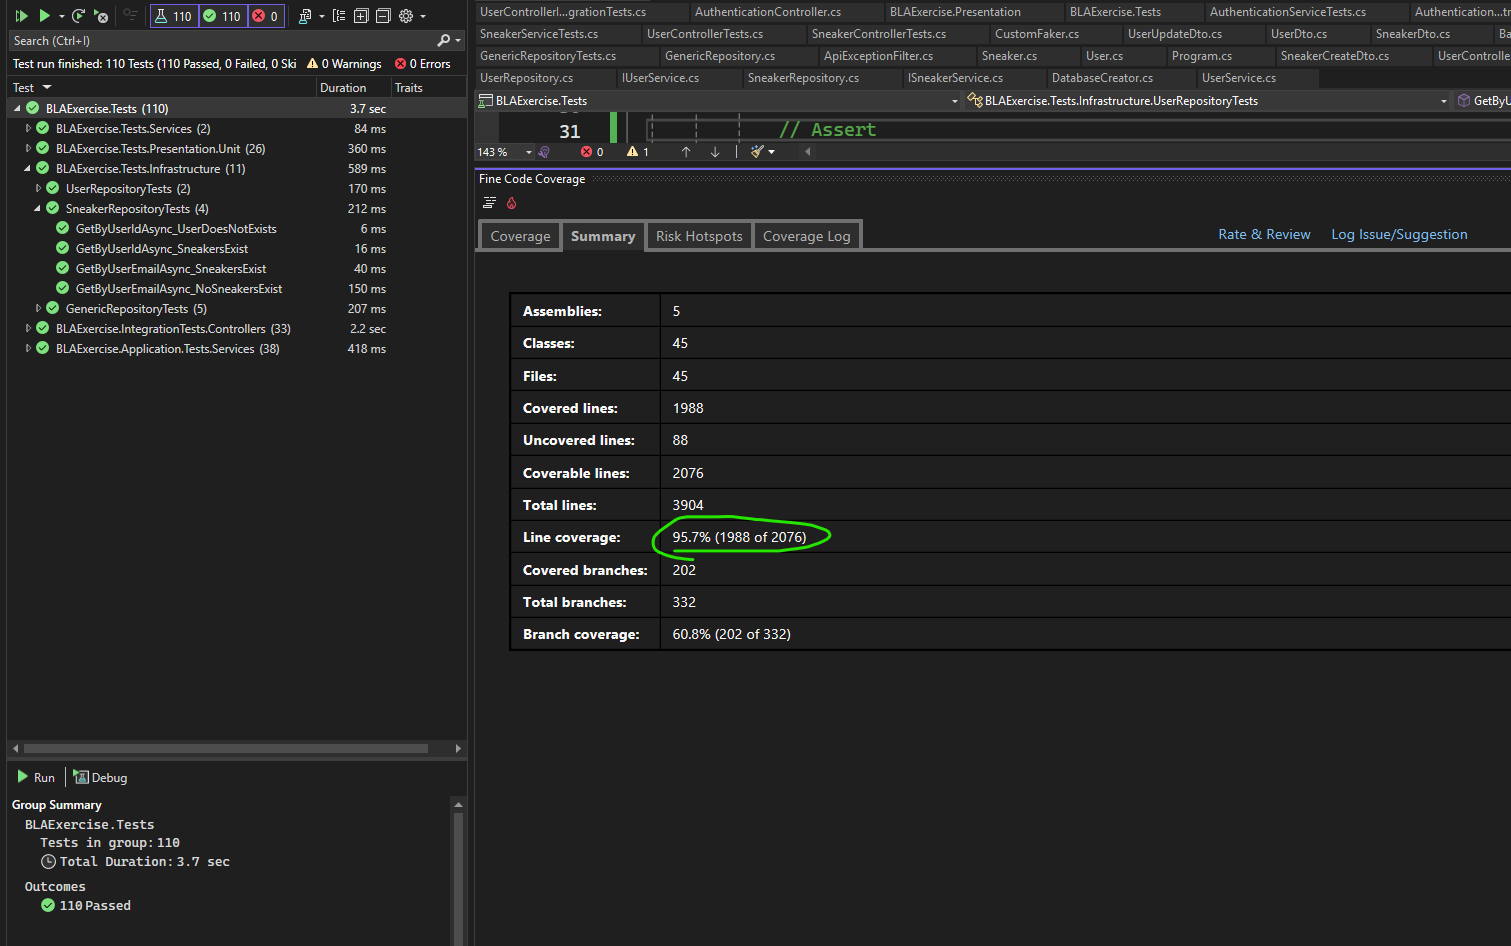 110 110 0
Search (Ctrl+I)
Test run finished: 110 Tests (110 Passed, 0 Failed, 0 Ski 0 Warnings 0 Errors
Test Duration Traits
BLAExercise.Tests (110) 3.7 sec
BLAExercise.Tests.Services (2) 84 ms
BLAExercise.Tests.Presentation.Unit (26) 360 ms
BLAExercise.Tests.Infrastructure (11) 589 ms
UserRepositoryTests (2) 170 ms
SneakerRepositoryTests (4) 212 ms
GetByUserIdAsync_UserDoesNotExists 6 ms
GetByUserIdAsync_SneakersExist 16 ms
GetByUserEmailAsync_SneakersExist 40 ms
GetByUserEmailAsync_NoSneakersExist 150 ms
GenericRepositoryTests (5) 207 ms
BLAExercise.IntegrationTests.Controllers (33) 2.2 sec
BLAExercise.Application.Tests.Services (38) 418 ms
Run Debug
Group Summary
BLAExercise.Tests
Tests in group: 110
Total Duration: 3.7 sec
Outcomes
110 Passed
UserControllerI...grationTests.cs AuthenticationController.cs BLAExercise.Presentation BLAExercise.Tests AuthenticationServiceTests.cs Authentication...tr
SneakerServiceTests.cs UserControllerTests.cs SneakerControllerTests.cs CustomFaker.cs UserUpdateDto.cs UserDto.cs SneakerDto.cs Ba
GenericRepositoryTests.cs GenericRepository.cs ApiExceptionFilter.cs Sneaker.cs User.cs Program.cs SneakerCreateDto.cs UserControlle
UserRepository.cs IUserService.cs SneakerRepository.cs ISneakerService.cs DatabaseCreator.cs UserService.cs
BLAExercise.Tests BLAExercise.Tests.Infrastructure.UserRepositoryTests GetByU
31 // Assert
143 % 0 1
Fine Code Coverage
Coverage Summary Risk Hotspots Coverage Log Rate & Review Log Issue/Suggestion
Assemblies: 5
Classes: 45
Files: 45
Covered lines: 1988
Uncovered lines: 88
Coverable lines: 2076
Total lines: 3904
Line coverage: 95.7% (1988 of 2076)
Covered branches: 202
Total branches: 332
Branch coverage: 60.8% (202 of 332)